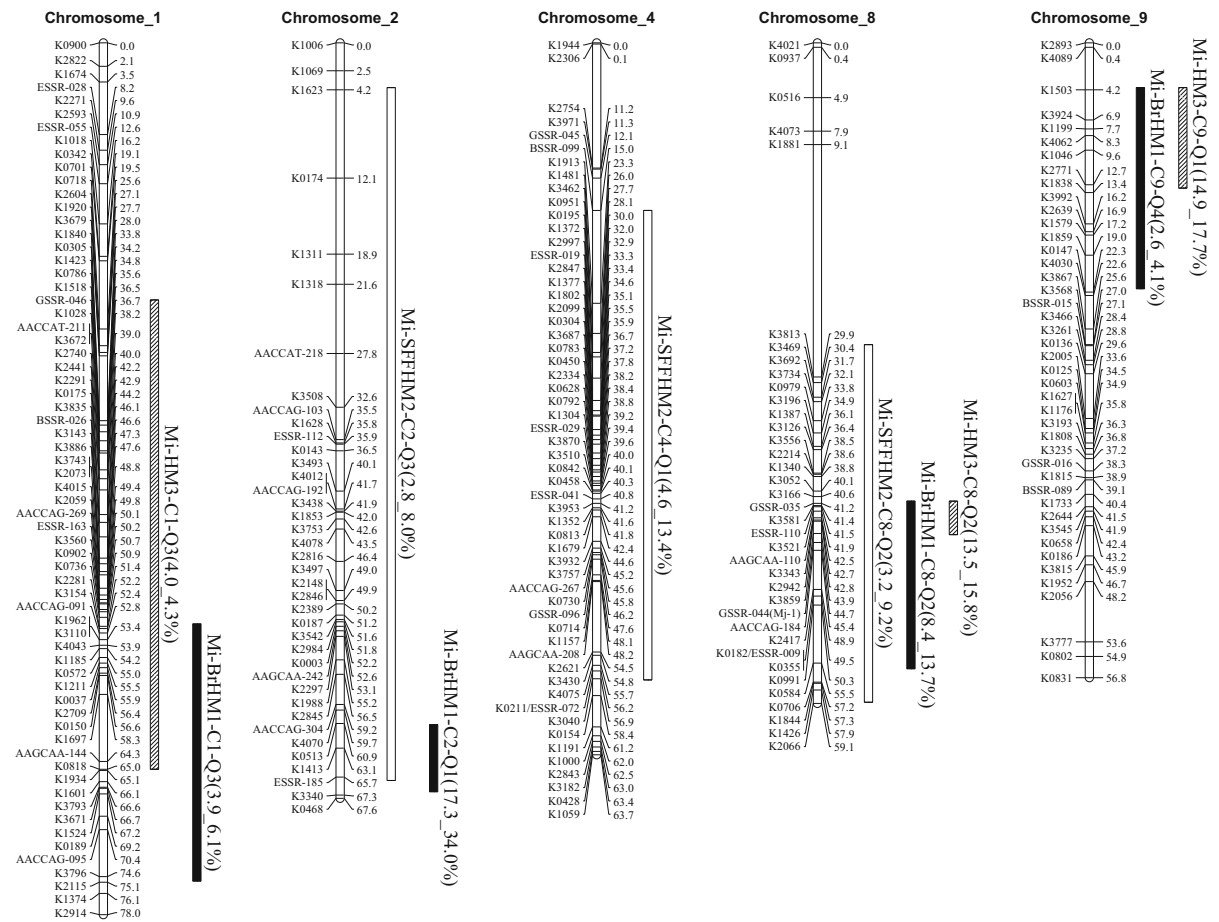 Chromosome_1
K0900 0.0
K2822 2.1
K1674 3.5
ESSR-028 8.2
K2271 9.6
K2593 10.9
ESSR-055 12.6
K1018 16.2
K0342 19.1
K0701 19.5
K0718 25.6
K2604 27.1
K1920 27.7
K3679 28.0
K1840 33.8
K0305 34.2
K1423 34.8
K0786 35.6
K1518 36.5
GSSR-046 36.7
K1028 38.2
AACCAT-211
K3672 39.0
K2740 40.0
K2441 42.2
K2291 42.9
K0175 44.2
K3835 46.1
BSSR-026 46.6
K3143 47.3
K3886 47.6
K3743
K2073 48.8
K4015 49.4
K2059 49.8
AACCAG-269 50.1
ESSR-163 50.2
K3560 50.7
K0902 50.9
K0736 51.4
K2281 52.2
K3154 52.4
AACCAG-091 52.8
K1962
K3110 53.4
K4043 53.9
K1185 54.2
K0572 55.0
K1211 55.5
K0037 55.9
K2709 56.4
K0150 56.6
K1697 58.3
AAGCAA-144 64.3
K0818 65.0
K1934 65.1
K1601 66.1
K3793 66.6
K3671 66.7
K1524 67.2
K0189 69.2
AACCAG-095 70.4
K3796 74.6
K2115 75.1
K1374 76.1
K2914 78.0
Mi-HM3-C1-Q3(4.0_4.3%)
Mi-BrHM1-C1-Q3(3.9_6.1%)
Chromosome_2
K1006 0.0
K1069 2.5
K1623 4.2
K0174 12.1
K1311 18.9
K1318 21.6
AACCAT-218 27.8
K3508 32.6
AACCAG-103 35.5
K1628 35.8
ESSR-112 35.9
K0143 36.5
K3493 40.1
K4012
AACCAG-192 41.7
K3438 41.9
K1853 42.0
K3753 42.6
K4078 43.5
K2816 46.4
K3497 49.0
K2148
K2846 49.9
K2389 50.2
K0187 51.2
K3542 51.6
K2984 51.8
K0003 52.2
AAGCAA-242 52.6
K2297 53.1
K1988 55.2
K2845 56.5
AACCAG-304 59.2
K4070 59.7
K0513 60.9
K1413 63.1
ESSR-185 65.7
K3340 67.3
K0468 67.6
Mi-SFFHM2-C2-Q3(2.8_8.0%)
Mi-BrHM1-C2-Q1(17.3_34.0%)
Chromosome_4
K1944 0.0
K2306 0.1
K2754 11.2
K3971 11.3
GSSR-045 12.1
BSSR-099 15.0
K1913 23.3
K1481 26.0
K3462 27.7
K0951 28.1
K0195 30.0
K1372 32.0
K2997 32.9
ESSR-019 33.3
K2847 33.4
K1377 34.6
K1802 35.1
K2099 35.5
K0304 35.9
K3687 36.7
K0783 37.2
K0450 37.8
K2334 38.2
K0628 38.4
K0792 38.8
K1304 39.2
ESSR-029 39.4
K3870 39.6
K3510 40.0
K0842 40.1
K0458 40.3
ESSR-041 40.8
K3953 41.2
K1352 41.6
K0813 41.8
K1679 42.4
K3932 44.6
K3757 45.2
AACCAG-267 45.6
K0730 45.8
GSSR-096 46.2
K0714 47.6
K1157 48.1
AAGCAA-208 48.2
K2621 54.5
K3430 54.8
K4075 55.7
K0211/ESSR-072 56.2
K3040 56.9
K0154 58.4
K1191 61.2
K1000 62.0
K2843 62.5
K3182 63.0
K0428 63.4
K1059 63.7
Mi-SFFHM2-C4-Q1(4.6_13.4%)
Chromosome_8
K4021 0.0
K0937 0.4
K0516 4.9
K4073 7.9
K1881 9.1
K3813 29.9
K3469 30.4
K3692 31.7
K3734 32.1
K0979 33.8
K3196 34.9
K1387 36.1
K3126 36.4
K3556 38.5
K2214 38.6
K1340 38.8
K3052 40.1
K3166 40.6
GSSR-035 41.2
K3581 41.4
ESSR-110 41.5
K3521 41.9
AAGCAA-110 42.5
K3343 42.7
K2942 42.8
K3859 43.9
GSSR-044(Mj-1) 44.7
AACCAG-184 45.4
K2417 48.9
K0182/ESSR-009
K0355 49.5
K0991 50.3
K0584 55.5
K0706 57.2
K1844 57.3
K1426 57.9
K2066 59.1
Mi-SFFHM2-C8-Q2(3.2_9.2%)
Mi-BrHM1-C8-Q2(8.4_13.7%)
Mi-HM3-C8-Q2(13.5_15.8%)
Chromosome_9
K2893 0.0
K4089 0.4
K1503 4.2
K3924 6.9
K1199 7.7
K4062 8.3
K1046 9.6
K2771 12.7
K1838 13.4
K3992 16.2
K2639 16.9
K1579 17.2
K1859 19.0
K0147 22.3
K4030 22.6
K3867 25.6
K3568 27.0
BSSR-015 27.1
K3466 28.4
K3261 28.8
K0136 29.6
K2005 33.6
K0125 34.5
K0603 34.9
K1627
K1176 35.8
K3193 36.3
K1808 36.8
K3235 37.2
GSSR-016 38.3
K1815 38.9
BSSR-089 39.1
K1733 40.4
K2644 41.5
K3545 41.9
K0658 42.4
K0186 43.2
K3815 45.9
K1952 46.7
K2056 48.2
K3777 53.6
K0802 54.9
K0831 56.8
Mi-BrHM1-C9-Q4(2.6_4.1%)
Mi-HM3-C9-Q1(14.9_17.7%)